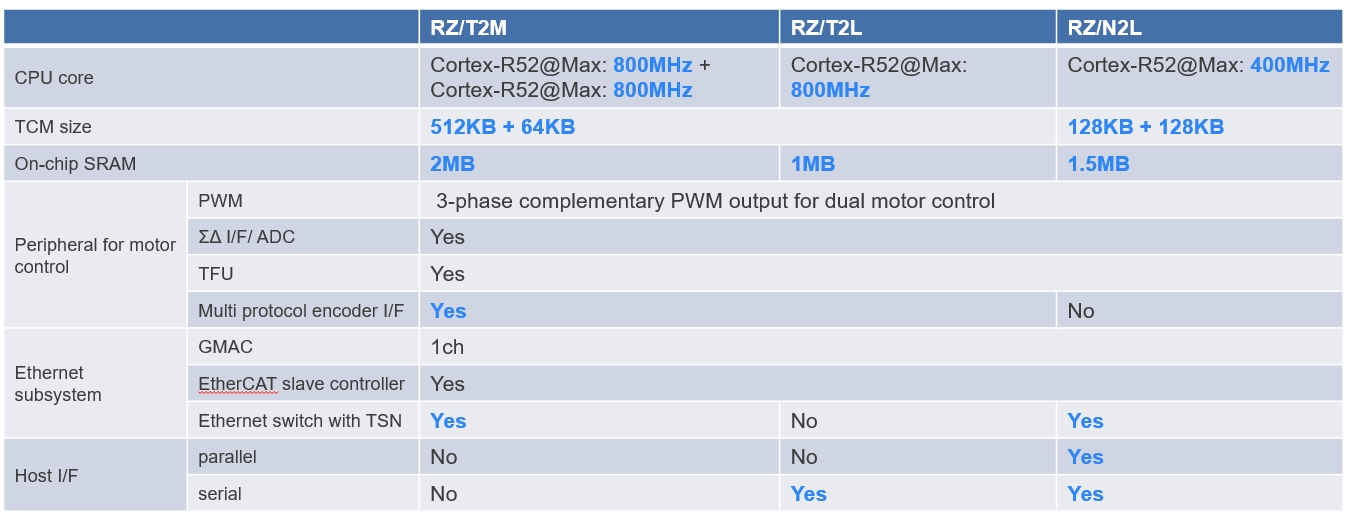 RZ/T2M RZ/T2L RZ/N2L
CPU core
Cortex-R52@Max: 800MHz +
Cortex-R52@Max: 800MHz
Cortex-R52@Max:
800MHz
Cortex-R52@Max: 400MHz
TCM size 512KB + 64KB 128KB + 128KB
On-chip SRAM 2MB 1MB 1.5MB
Peripheral for motor
control
PWM 3-phase complementary PWM output for dual motor control
ΣΔ I/F/ ADC Yes
TFU Yes
Multi protocol encoder I/F Yes No
Ethernet
subsystem
GMAC 1ch
EtherCAT slave controller Yes
Ethernet switch with TSN Yes No Yes
Host I/F
parallel No No Yes
serial No Yes Yes